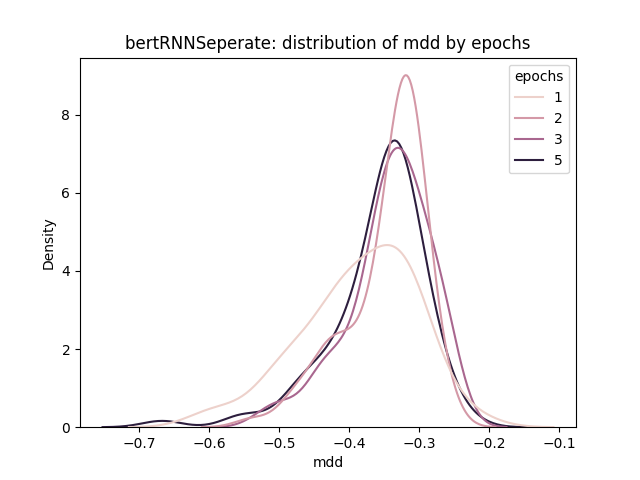 bertRNNSeperate: distribution of mdd by epochs
epochs
1
2
3
5
Density
8
6
4
2
0
−0.7 −0.6 −0.5 −0.4 −0.3 −0.2 −0.1
mdd